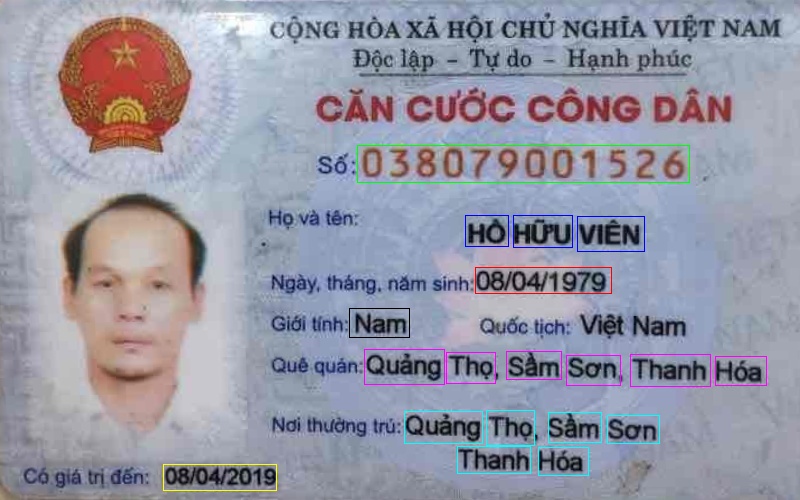 CỘNG HÒA XÃ HỘI CHỦ NGHĨA VIỆT NAM
Độc lập - Tự do - Hạnh phúc
CĂN CƯỚC CÔNG DÂN
Số: 038079001526
Họ và tên: HỒ HỮU VIÊN
Ngày, tháng, năm sinh: 08/04/1979
Giới tính: Nam Quốc tịch: Việt Nam
Quê quán: Quảng Thọ, Sầm Sơn, Thanh Hóa
Nơi thường trú: Quảng Thọ, Sầm Sơn
Thanh Hóa
Có giá trị đến: 08/04/2019